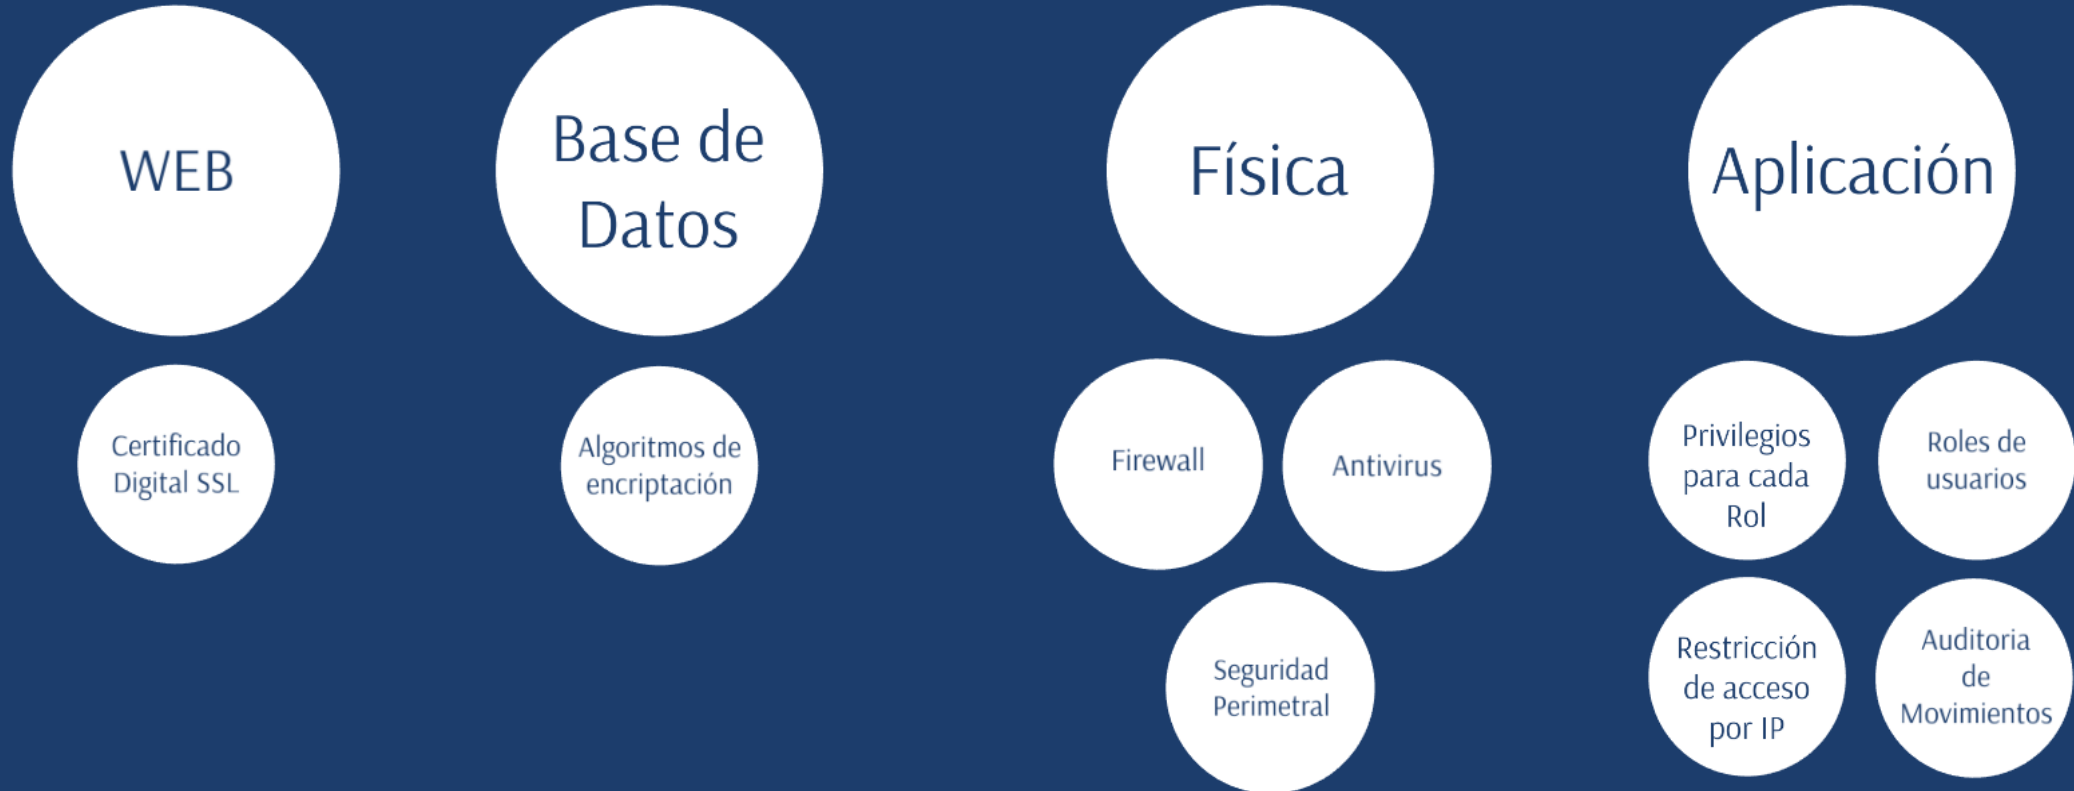 WEB
Base de
Datos
Física
Aplicación
Certificado
Digital SSL
Algoritmos de
encriptación
Firewall
Antivirus
Seguridad
Perimetral
Privilegios
para cada
Rol
Roles de
usuarios
Restricción
de acceso
por IP
Auditoria
de
Movimientos